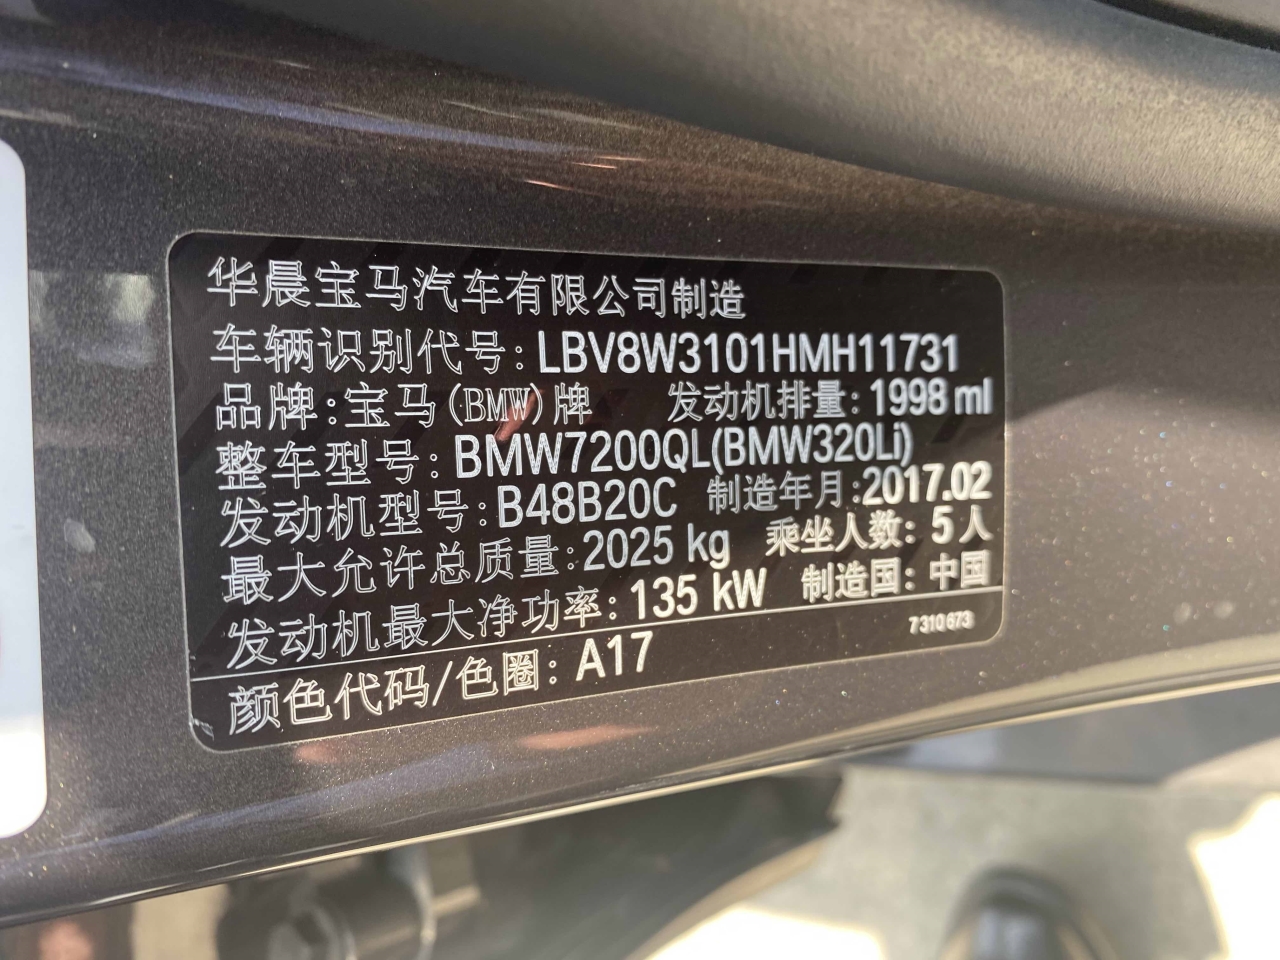 华晨宝马汽车有限公司制造
车辆识别代号: LBV8W3101HMH11731
品牌: 宝马(BMW)牌 发动机排量: 1998 ml
整车型号: BMW7200QL(BMW320Li)
发动机型号: B48B20C 制造年月: 2017.02
最大允许总质量: 2025 kg 乘坐人数: 5 人
发动机最大净功率: 135 kW 制造国: 中国
7310673
颜色代码/色圈: A17